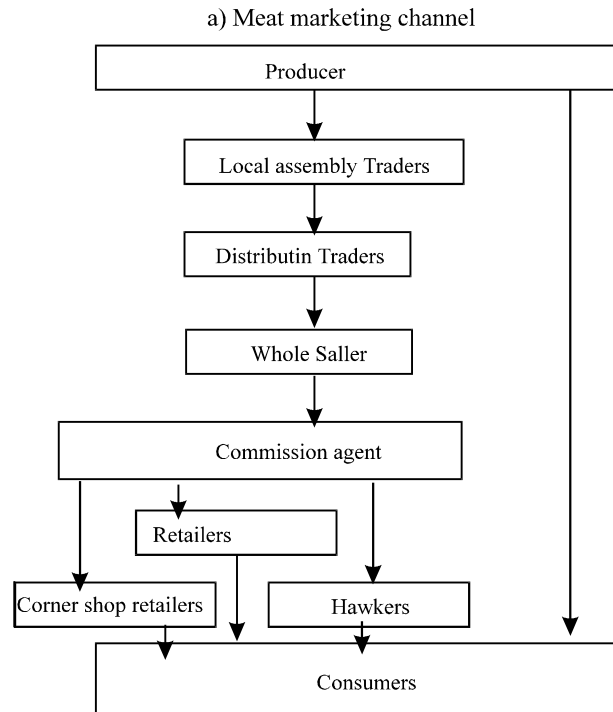 a) Meat marketing channel
Producer
Local assembly Traders
Distributin Traders
Whole Saller
Commission agent
Retailers
Corner shop retailers
Hawkers
Consumers